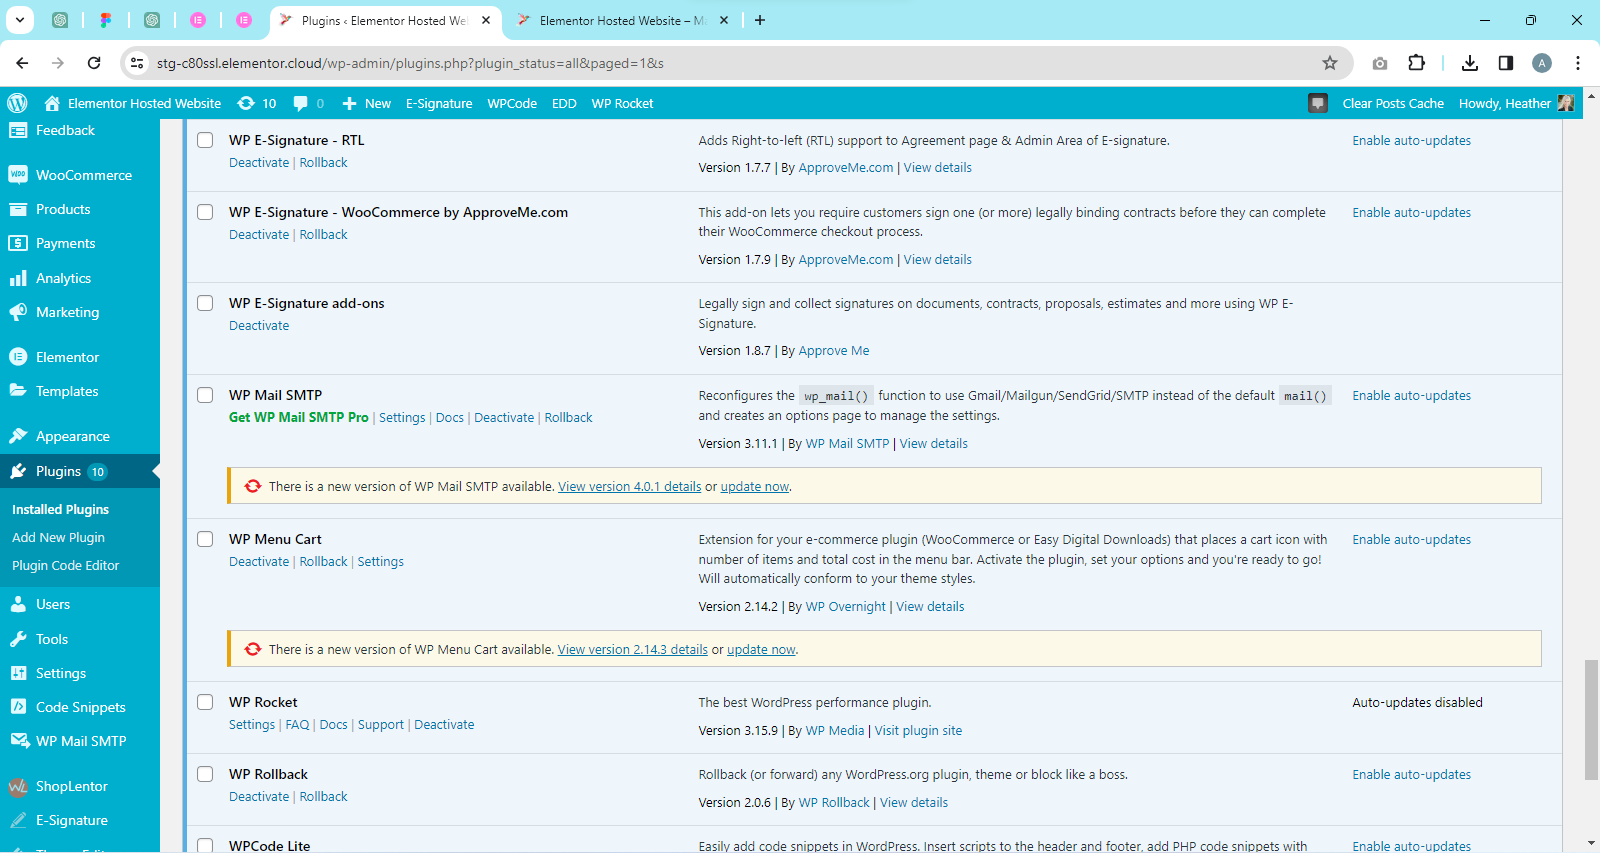 Plugins ‹ Elementor Hosted We
Elementor Hosted Website – M
stg-c80ssl.elementor.cloud/wp-admin/plugins.php?plugin_status=all&paged=1&s
A
Elementor Hosted Website
10
0
New
E-Signature
WPCode
EDD
WP Rocket
Clear Posts Cache
Howdy, Heather
Feedback
WooCommerce
Products
Payments
Analytics
Marketing
Elementor
Templates
Appearance
Plugins 10
Installed Plugins
Add New Plugin
Plugin Code Editor
Users
Tools
Settings
Code Snippets
WP Mail SMTP
ShopLentor
E-Signature
WP E-Signature - RTL
Deactivate | Rollback
Adds Right-to-left (RTL) support to Agreement page & Admin Area of E-signature.
Version 1.7.7 | By ApproveMe.com | View details
Enable auto-updates
WP E-Signature - WooCommerce by ApproveMe.com
Deactivate | Rollback
This add-on lets you require customers sign one (or more) legally binding contracts before they can complete
their WooCommerce checkout process.
Version 1.7.9 | By ApproveMe.com | View details
Enable auto-updates
WP E-Signature add-ons
Deactivate
Legally sign and collect signatures on documents, contracts, proposals, estimates and more using WP E-
Signature.
Version 1.8.7 | By Approve Me
WP Mail SMTP
Get WP Mail SMTP Pro | Settings | Docs | Deactivate | Rollback
Reconfigures the wp_mail() function to use Gmail/Mailgun/SendGrid/SMTP instead of the default mail()
and creates an options page to manage the settings.
Version 3.11.1 | By WP Mail SMTP | View details
Enable auto-updates
There is a new version of WP Mail SMTP available. View version 4.0.1 details or update now.
WP Menu Cart
Deactivate | Rollback | Settings
Extension for your e-commerce plugin (WooCommerce or Easy Digital Downloads) that places a cart icon with
number of items and total cost in the menu bar. Activate the plugin, set your options and you're ready to go!
Will automatically conform to your theme styles.
Version 2.14.2 | By WP Overnight | View details
Enable auto-updates
There is a new version of WP Menu Cart available. View version 2.14.3 details or update now.
WP Rocket
Settings | FAQ | Docs | Support | Deactivate
The best WordPress performance plugin.
Version 3.15.9 | By WP Media | Visit plugin site
Auto-updates disabled
WP Rollback
Deactivate | Rollback
Rollback (or forward) any WordPress.org plugin, theme or block like a boss.
Version 2.0.6 | By WP Rollback | View details
Enable auto-updates
WPCode Lite
Easily add code snippets in WordPress. Insert scripts to the header and footer, add PHP code snippets with
Enable auto-updates